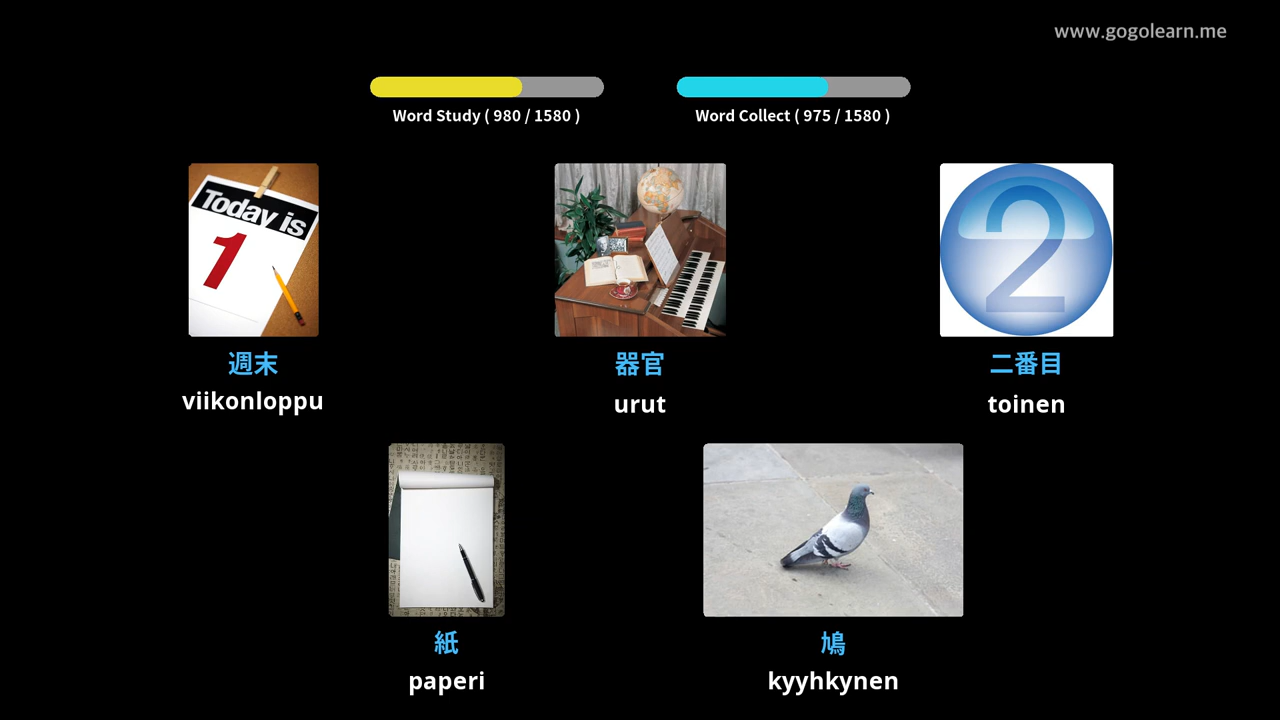 www.gogolearn.me
Word Study ( 980 / 1580 )
Word Collect ( 975 / 1580 )
Today is
1
2
週末
器官
二番目
viikonloppu
urut
toinen
紙
鳩
paperi
kyyhkynen